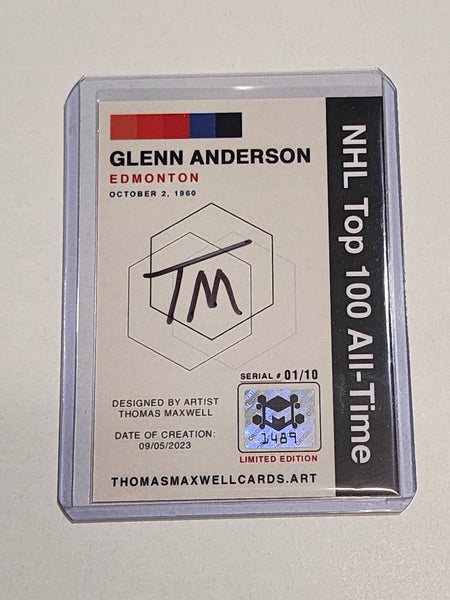 GLENN ANDERSON
EDMONTON
OCTOBER 2, 1960
TM
SERIAL # 01/10
1489
LIMITED EDITION
DESIGNED BY ARTIST
THOMAS MAXWELL
DATE OF CREATION:
09/05/2023
THOMASMAXWELLCARDS.ART
NHL Top 100 All-Time